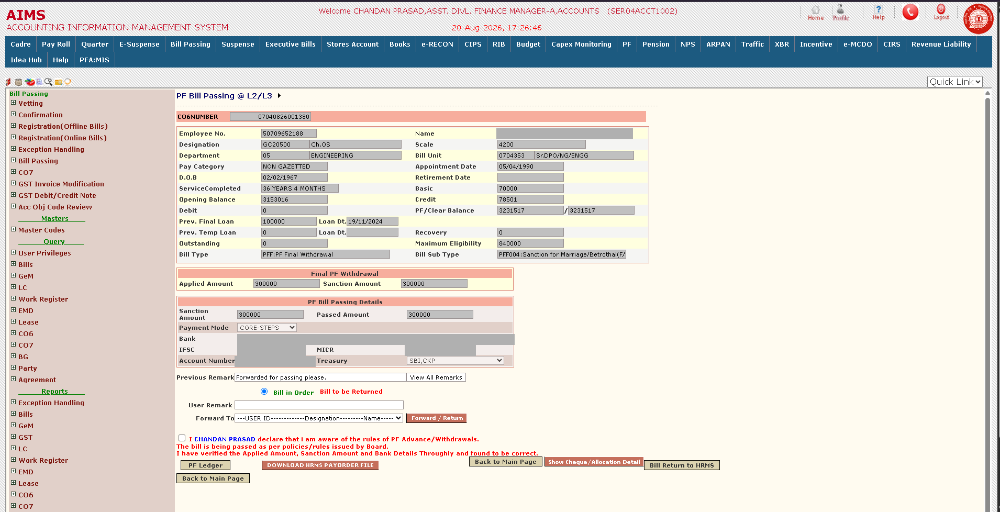 AIMS
ACCOUNTING INFORMATION MANAGEMENT SYSTEM
Welcome CHANDAN PRASAD,ASST. DIVL. FINANCE MANAGER-A,ACCOUNTS (SER04ACCT1002)
20-Aug-2026, 17:26:46
Home Profile Help Logout
Cadre Pay Roll Quarter E-Suspense Bill Passing Suspense Executive Bills Stores Account Books e-RECON CIPS RIB Budget Capex Monitoring PF Pension NPS ARPAN Traffic XBR Incentive e-MCDO CIRS Revenue Liability
Idea Hub Help PFA:MIS
Quick Link
Bill Passing
Vetting
Confirmation
Registration(Offline Bills)
Registration(Online Bills)
Exception Handling
Bill Passing
CO7
GST Invoice Modification
GST Debit/Credit Note
Acc Obj Code Review
Masters
Master Codes
Query
User Privileges
Bills
GeM
LC
Work Register
EMD
Lease
CO6
CO7
BG
Party
Agreement
Reports
Exception Handling
Bills
GeM
GST
LC
Work Register
EMD
Lease
CO6
CO7
PF Bill Passing @ L2/L3
CO6NUMBER 07040826001380
Employee No. 50709652188 Name
Designation GC20500 Ch.OS Scale 4200
Department 05 ENGINEERING Bill Unit 0704353 Sr.DPO/NG/ENGG
Pay Category NON GAZETTED Appointment Date 05/04/1990
D.O.B 02/02/1967 Retirement Date
ServiceCompleted 36 YEARS 4 MONTHS Basic 70000
Opening Balance 3153016 Credit 78501
Debit 0 PF/Clear Balance 3231517 / 3231517
Prev. Final Loan 100000 Loan Dt. 19/11/2024
Prev. Temp Loan 0 Loan Dt. Recovery 0
Outstanding 0 Maximum Eligibility 840000
Bill Type PFF:PF Final Withdrawal Bill Sub Type PFF004:Sanction for Marriage/Betrothal(F/
Final PF Withdrawal
Applied Amount 300000 Sanction Amount 300000
PF Bill Passing Details
Sanction Amount 300000 Passed Amount 300000
Payment Mode CORE-STEPS
Bank
IFSC MICR
Account Number Treasury SBI,CKP
Previous Remark Forwarded for passing please. View All Remarks
Bill in Order Bill to be Returned
User Remark
Forward To ---USER ID-------------Designation---------Name----- Forward / Return
I CHANDAN PRASAD declare that i am aware of the rules of PF Advance/Withdrawals.
The bill is being passed as per policies/rules issued by Board.
I have verified the Applied Amount, Sanction Amount and Bank Details Throughly and found to be correct.
PF Ledger DOWNLOAD HRMS PAYORDER FILE Back to Main Page Show Cheque/Allocation Detail Bill Return to HRMS
Back to Main Page